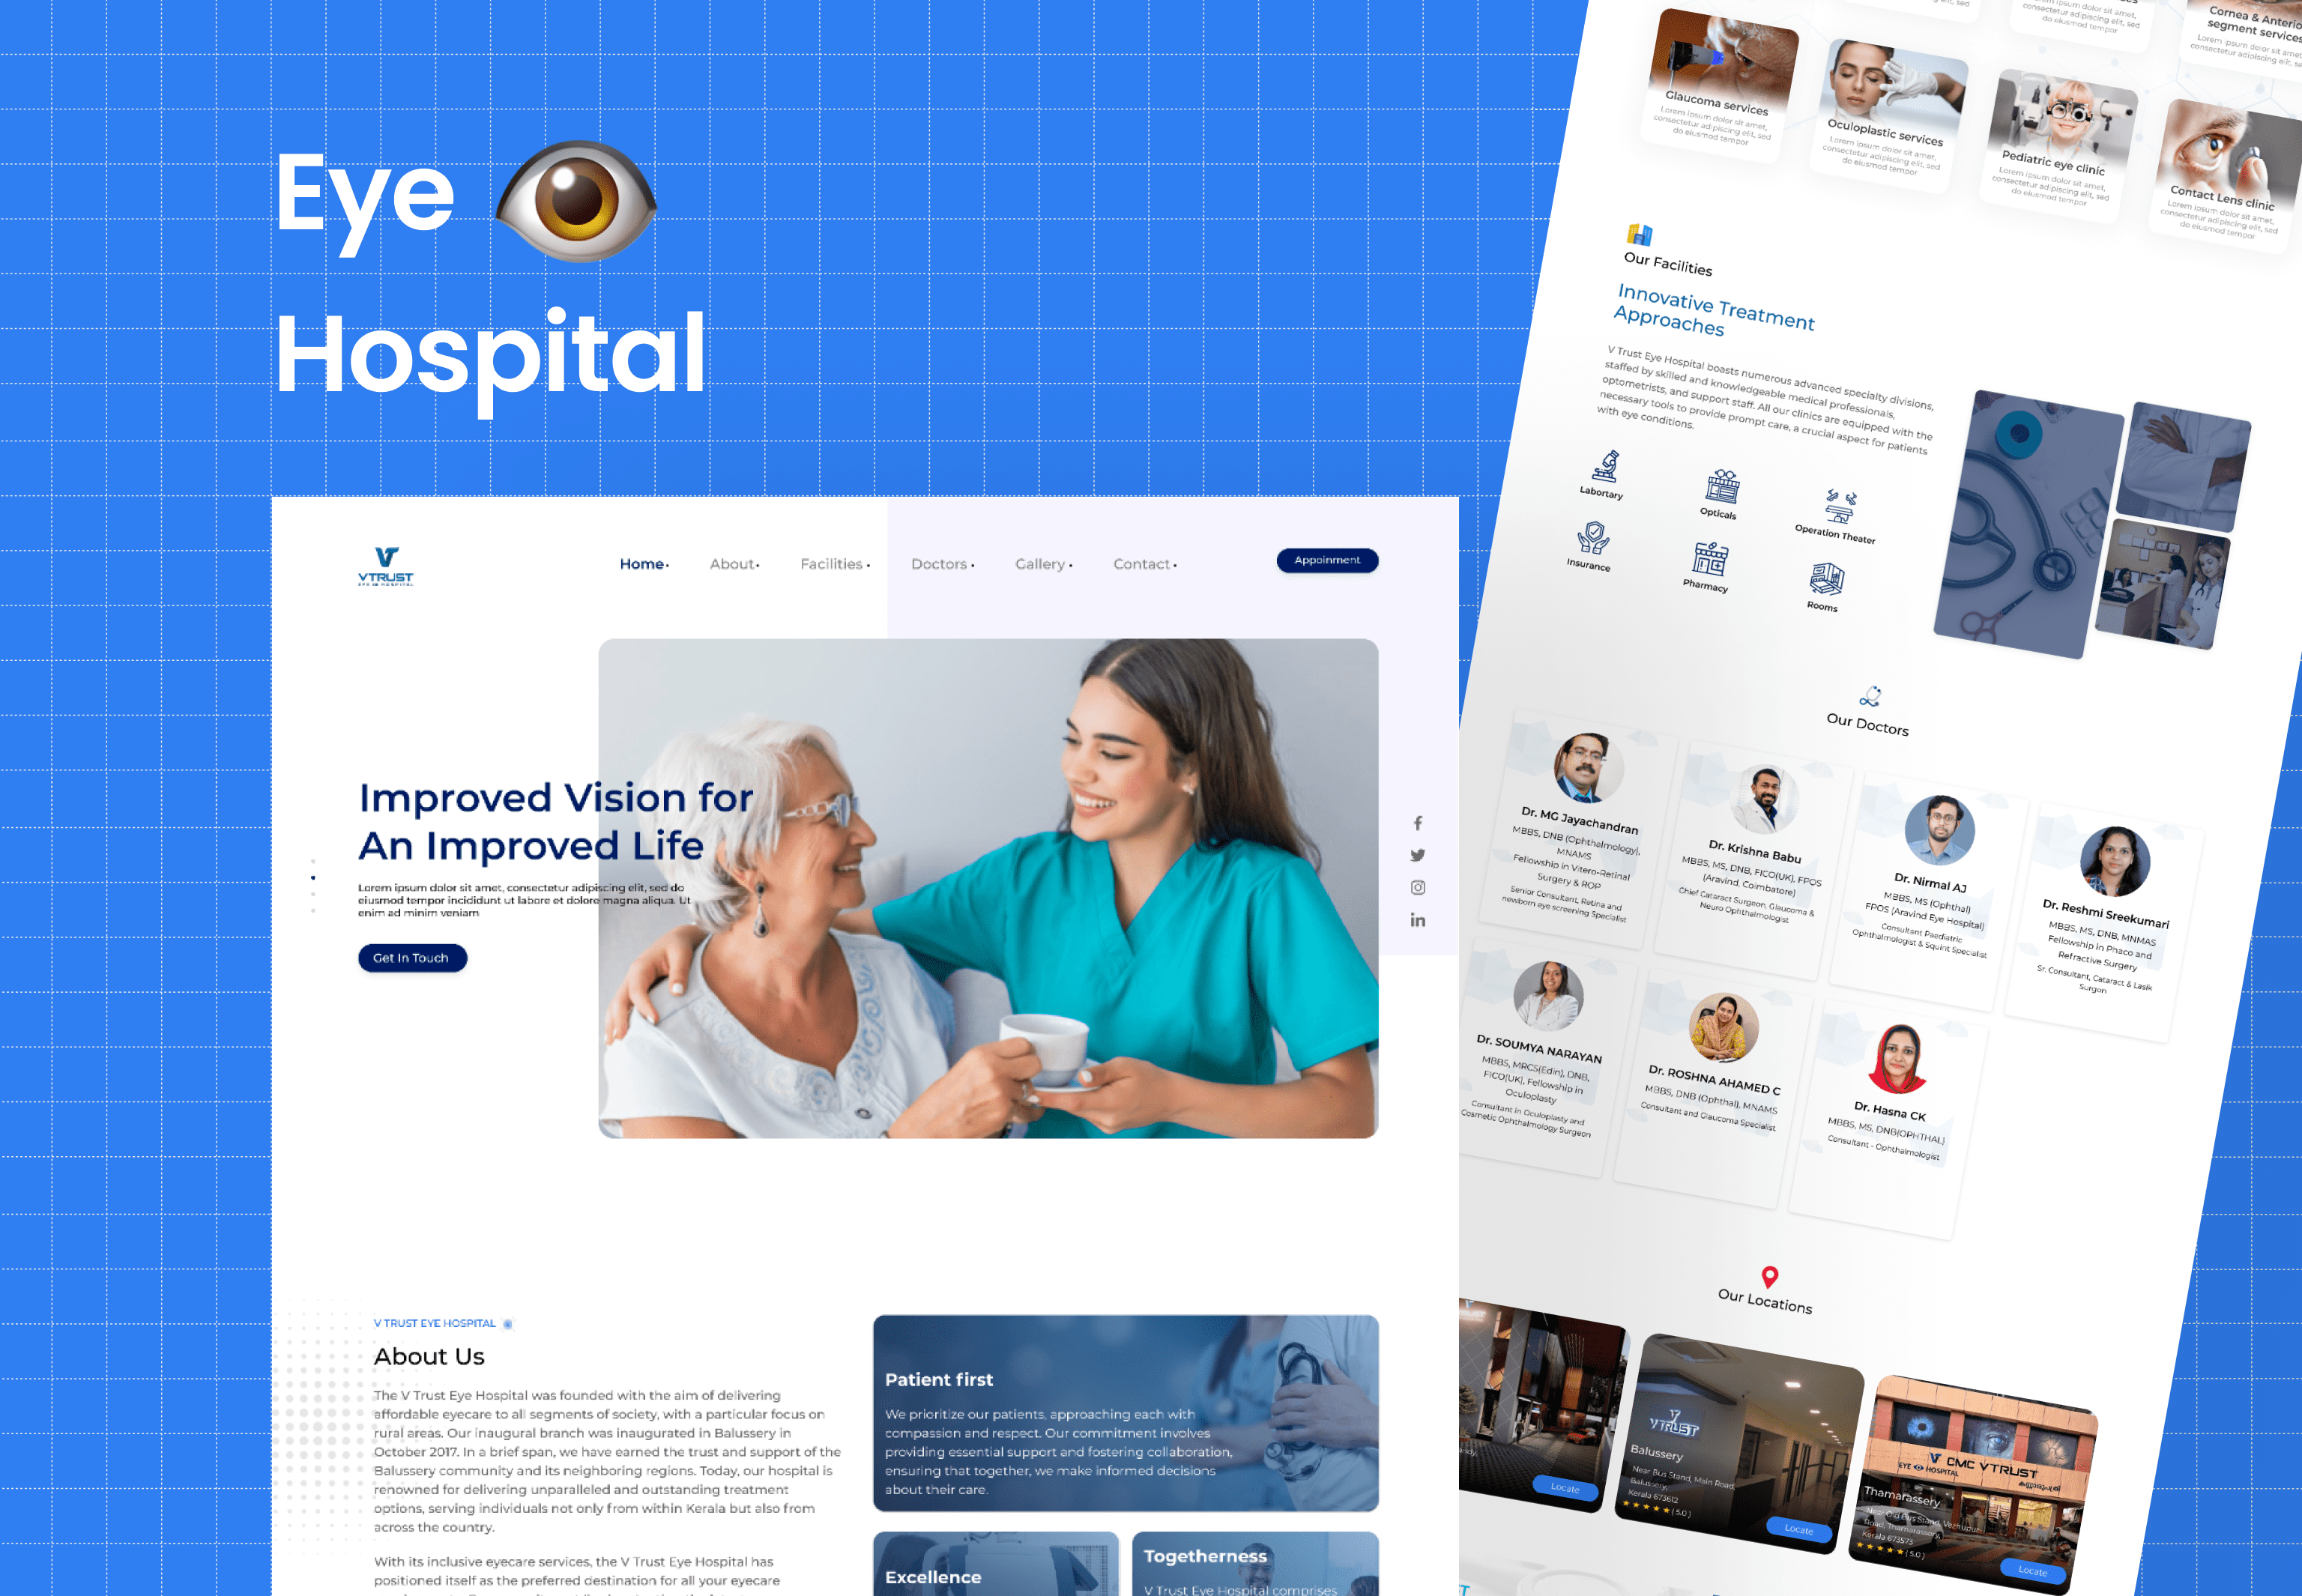 Eye
Hospital
VTRUST
EYE HOSPITAL
Home
About
Facilities
Doctors
Gallery
Contact
Appoinment
Improved Vision for
An Improved Life
Lorem ipsum dolor sit amet, consectetur adipiscing elit, sed do
eiusmod tempor incididunt ut labore et dolore magna aliqua. Ut
enim ad minim veniam
Get In Touch
V TRUST EYE HOSPITAL
About Us
The V Trust Eye Hospital was founded with the aim of delivering
affordable eyecare to all segments of society, with a particular focus on
rural areas. Our inaugural branch was inaugurated in Balussery in
October 2017. In a brief span, we have earned the trust and support of the
Balussery community and its neighboring regions. Today, our hospital is
renowned for delivering unparalleled and outstanding treatment
options, serving individuals not only from within Kerala but also from
across the country.
With its inclusive eyecare services, the V Trust Eye Hospital has
positioned itself as the preferred destination for all your eyecare
Patient first
We prioritize our patients, approaching each with
compassion and respect. Our commitment involves
providing essential support and fostering collaboration,
ensuring that together, we make informed decisions
about their care.
Excellence
Togetherness
V Trust Eye Hospital comprises
consectetur adipiscing elit, sed
do eiusmod tempor
Cornea & Anterio
segment services
Lorem ipsum dolor sit amet
consectetur adipiscing elit, se
Glaucoma services
Lorem ipsum dolor sit amet,
consectetur adipiscing elit, sed
do eiusmod tempor
Oculoplastic services
Lorem ipsum dolor sit amet,
consectetur adipiscing elit, sed
do eiusmod tempor
Pediatric eye clinic
Lorem ipsum dolor sit amet,
consectetur adipiscing elit, sed
do eiusmod tempor
Contact Lens clinic
Lorem ipsum dolor sit amet,
consectetur adipiscing elit, sed
do eiusmod tempor
Our Facilities
Innovative Treatment
Approaches
V Trust Eye Hospital boasts numerous advanced specialty divisions,
staffed by skilled and knowledgeable medical professionals,
optometrists, and support staff. All our clinics are equipped with the
necessary tools to provide prompt care, a crucial aspect for patients
with eye conditions.
Labortary
Opticals
Operation Theater
Insurance
Pharmacy
Rooms
Our Doctors
Dr. MG Jayachandran
MBBS, DNB (Ophthalmology),
MNAMS
Fellowship in Vitero-Retinal
Surgery & ROP
Senior Consultant, Retina and
newborn eye screening Specialist
Dr. Krishna Babu
MBBS, MS, DNB, FICO(UK), FPOS
(Aravind, Coimbatore)
Chief Cataract Surgeon, Glaucoma &
Neuro Ophthalmologist
Dr. Nirmal AJ
MBBS, MS (Ophthal)
FPOS (Aravind Eye Hospital)
Consultant Paediatric
Ophthalmologist & Squint Specialist
Dr. Reshmi Sreekumari
MBBS, MS, DNB, MNMAS
Fellowship in Phaco and
Refractive Surgery
Sr. Consultant, Cataract & Lasik
Surgon
Dr. SOUMYA NARAYAN
MBBS, MRCS(Edin), DNB,
FICO(UK), Fellowship in
Oculoplasty
Consultant in Oculoplasty and
Cosmetic Ophthalmology Surgeon
Dr. ROSHNA AHAMED C
MBBS, DNB (Ophthal), MNAMS
Consultant and Glaucoma Specialist
Dr. Hasna CK
MBBS, MS, DNB(OPHTHAL)
Consultant - Ophthalmologist
Our Locations
Locate
VTRUST
Balussery
Near Bus Stand, Main Road,
Balussery,
Kerala 673612
(5.0)
Locate
CMC VTRUST
EYE HOSPITAL
കണ്ണാശുപത്രി
Thamarassery
Near Old Bus Stand, Vezhupur
Road, Thamarassery,
Kerala 673573
(5.0)
Locate